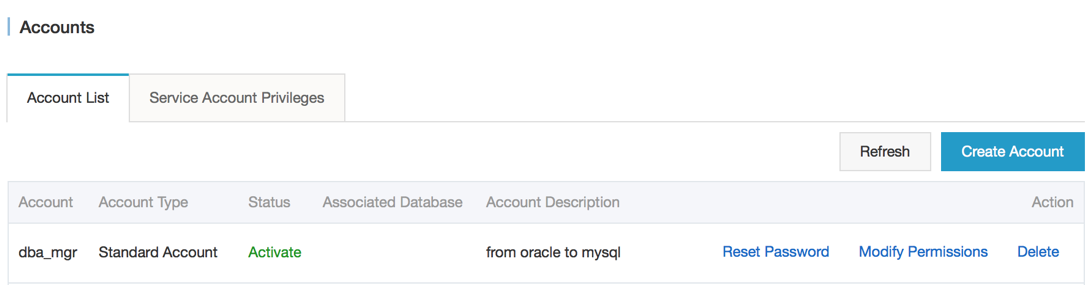 Accounts
Account List Service Account Privileges
Refresh Create Account
Account Account Type Status Associated Database Account Description Action
dba_mgr Standard Account Activate from oracle to mysql Reset Password Modify Permissions Delete